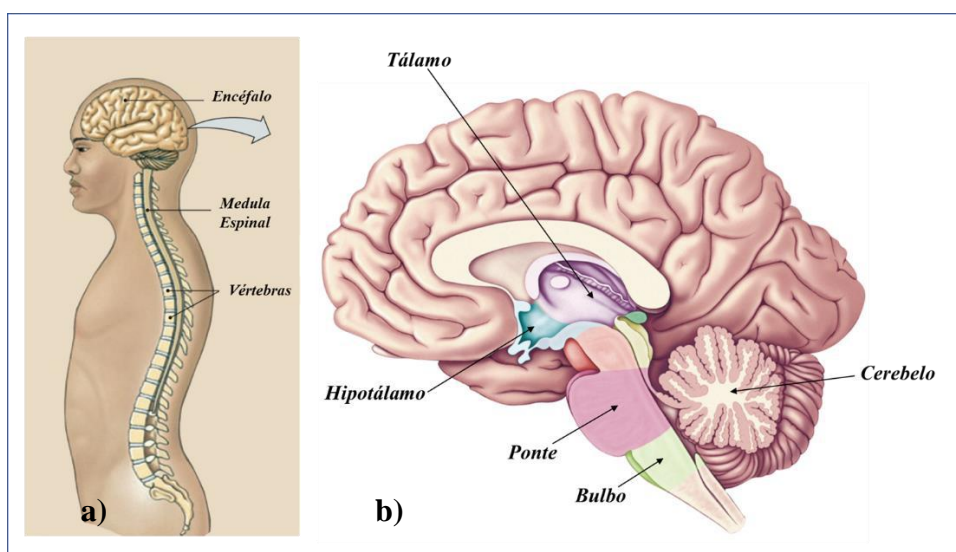 Encéfalo
Medula
Espinal
Vértebras
a)
Tálamo
Hipotálamo
Cerebelo
Ponte
Bulbo
b)